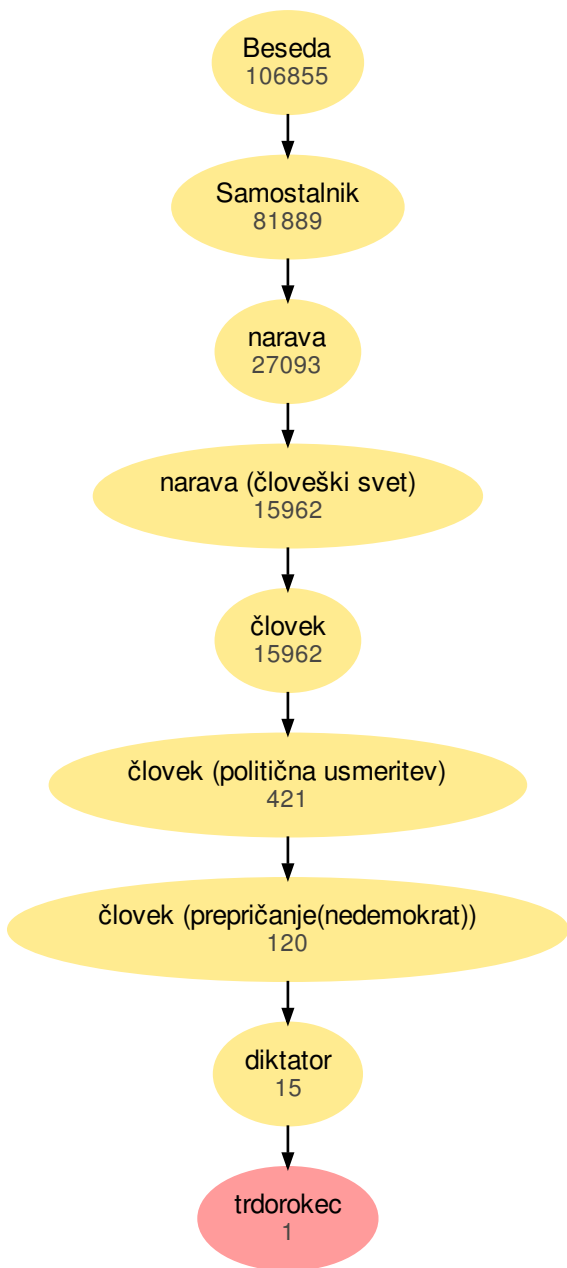 Beseda
106855
Samostalnik
81889
narava
27093
narava (človeški svet)
15962
človek
15962
človek (politična usmeritev)
421
človek (prepričanje(nedemokrat))
120
diktator
15
trdorokec
1